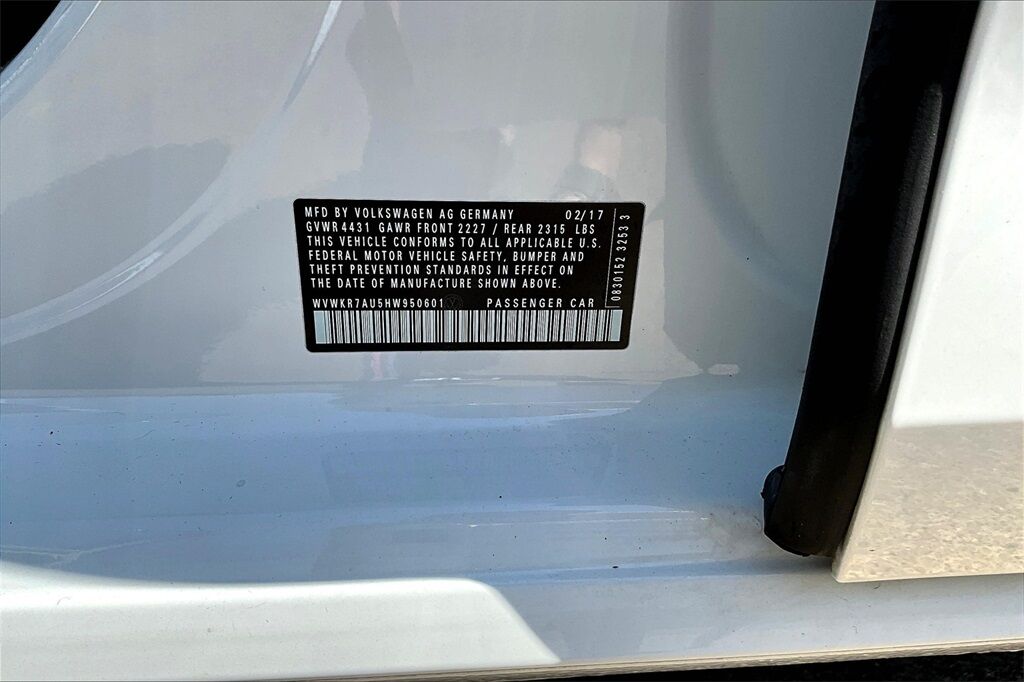 MFD BY VOLKSWAGEN AG GERMANY 02/17
GVWR 4431 GAWR FRONT 2227 / REAR 2315 LBS
THIS VEHICLE CONFORMS TO ALL APPLICABLE U.S.
FEDERAL MOTOR VEHICLE SAFETY, BUMPER AND
THEFT PREVENTION STANDARDS IN EFFECT ON
THE DATE OF MANUFACTURE SHOWN ABOVE.
WVWKR7AU5HW950601 PASSENGER CAR
0830152 3253 3